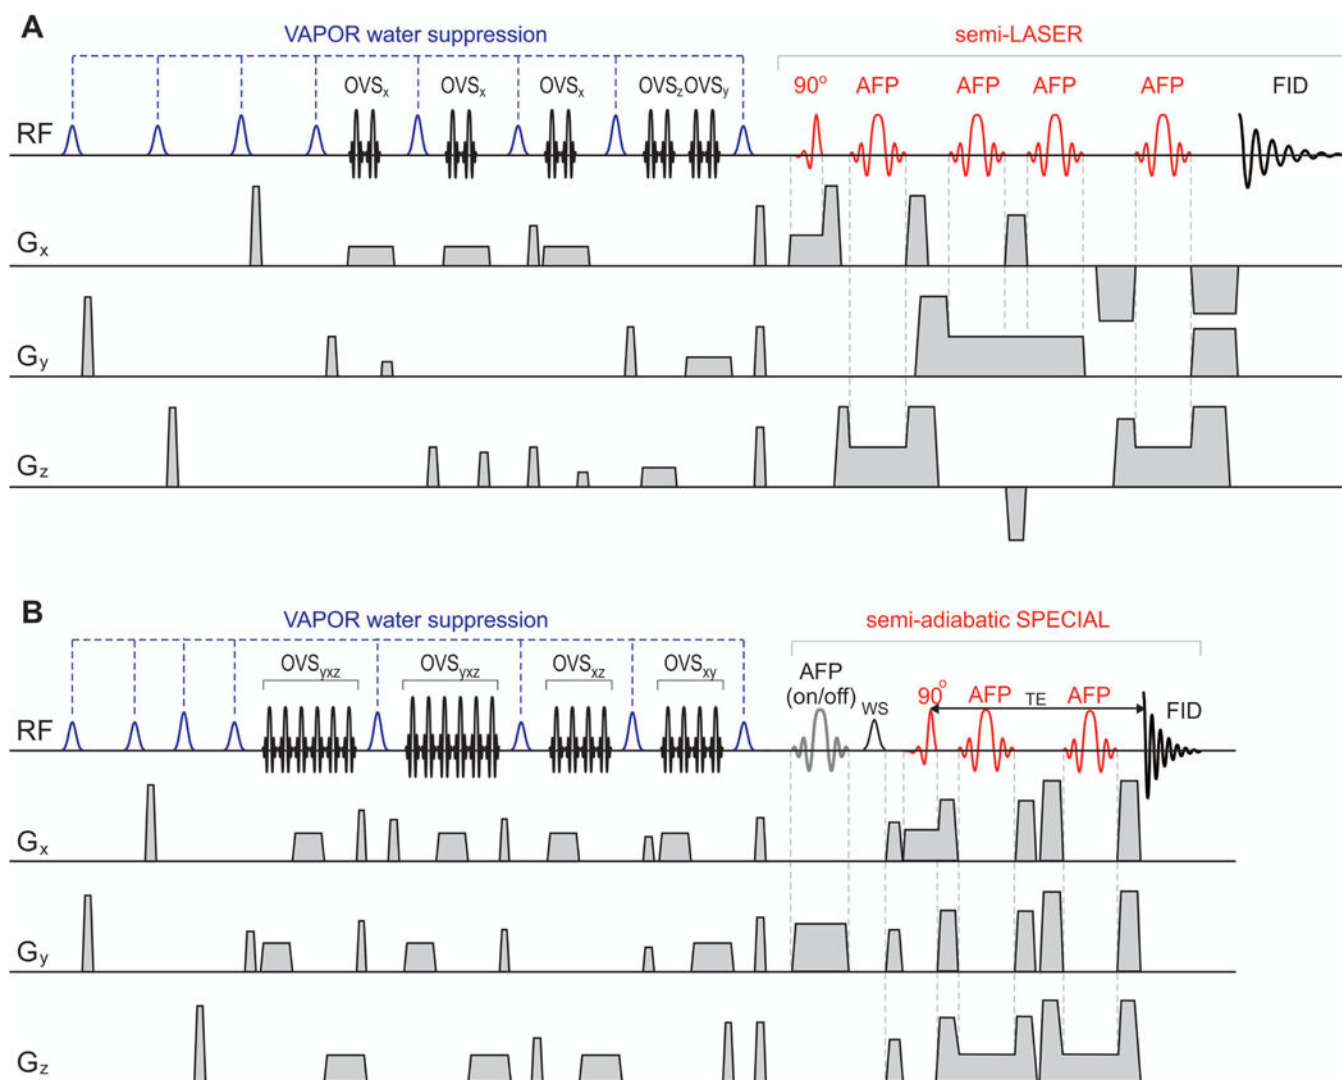 A
VAPOR water suppression
semi-LASER
OVSx OVSx OVSx OVSzOVSy 90° AFP AFP AFP AFP FID
RF
Gx
Gy
Gz
B
VAPOR water suppression
semi-adiabatic SPECIAL
OVSyxz OVSyxz OVSxz OVSxy AFP
(on/off) WS 90° AFP TE AFP FID
RF
Gx
Gy
Gz